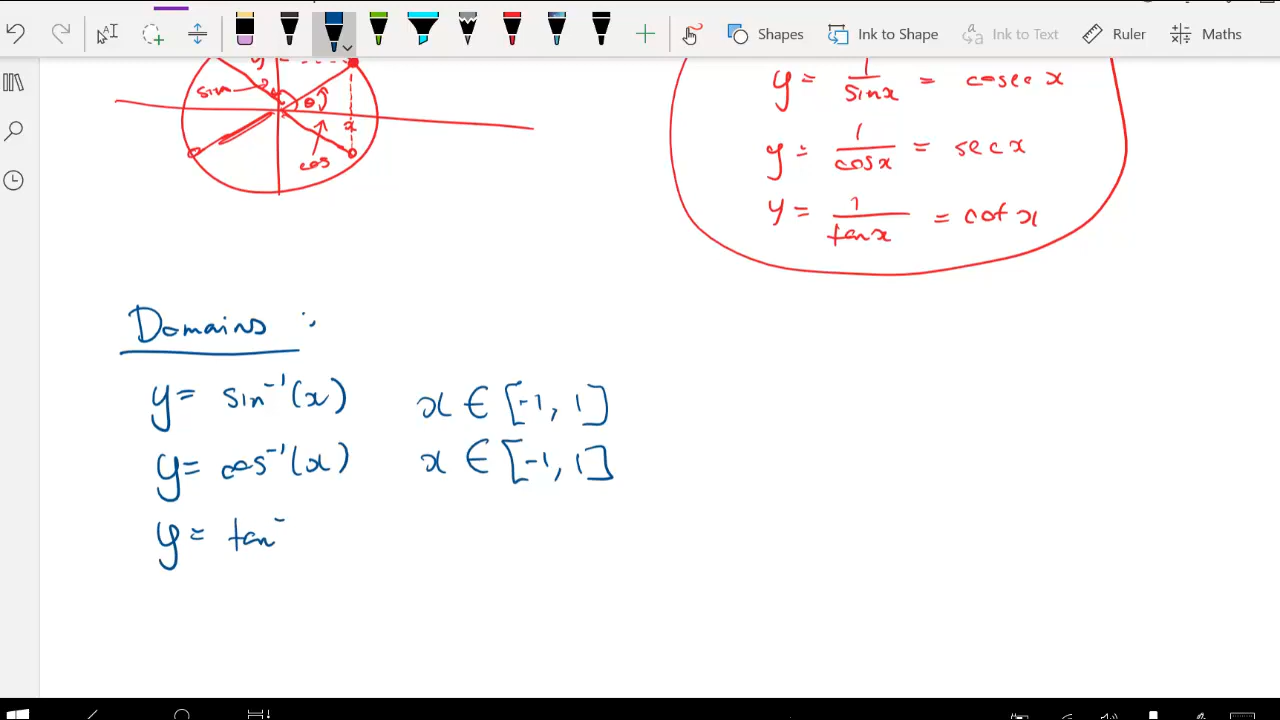 Shapes Ink to Shape Ink to Text Ruler Maths
y
sin
θ
x
cos
y = 1/sinx = cosec x
y = 1/cosx = sec x
y = 1/tanx = cot x
Domains :
y = sin⁻¹(x) x ∈ [-1, 1]
y = cos⁻¹(x) x ∈ [-1, 1]
y = tan⁻